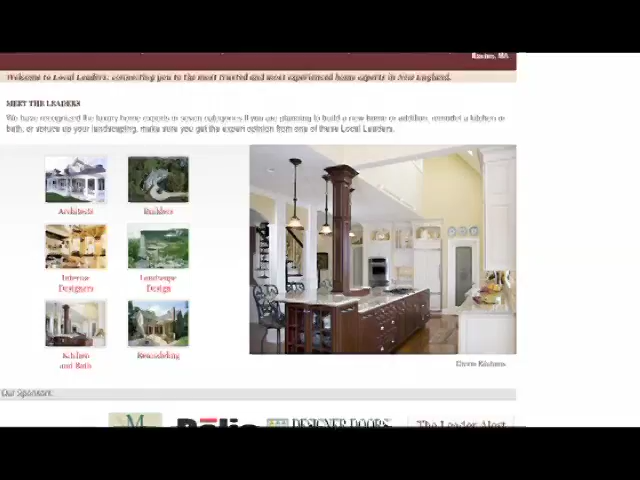 Welcome to Local Leaders, connecting you to the most trusted and most experienced home experts in New England.
MEET THE LEADERS
We have recognized the luxury home experts in seven categories. If you are planning to build a new home or addition, remodel a kitchen or
bath, or spruce up your landscaping, make sure you get the expert opinion from one of these Local Leaders.
Architects
Builders
Interior
Designers
Landscape
Design
Kitchen
and Bath
Remodeling
Kitchens
Our Sponsors:
DESIGNER DOORS
The Leader Alert